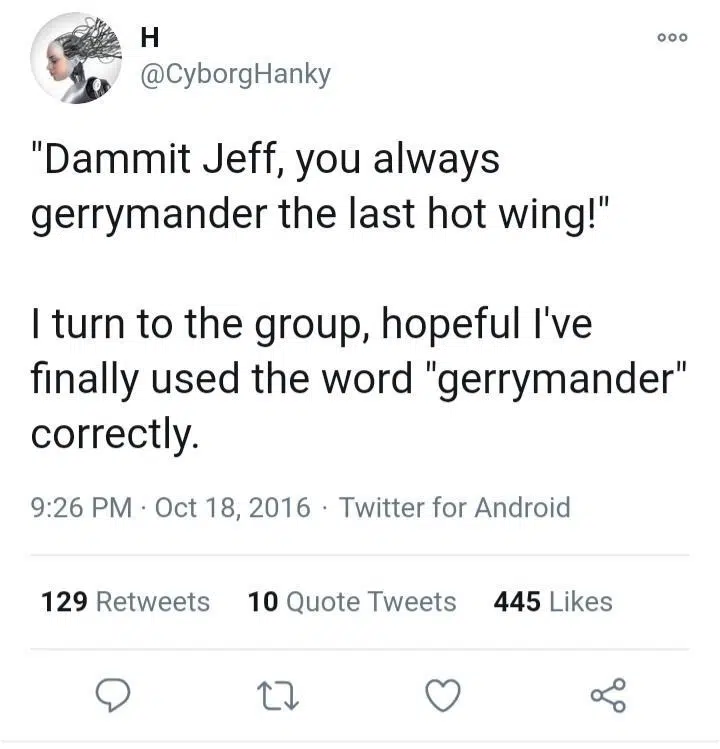 H
@CyborgHanky
"Dammit Jeff, you always
gerrymander the last hot wing!"
I turn to the group, hopeful I've
finally used the word "gerrymander"
correctly.
9:26 PM · Oct 18, 2016 · Twitter for Android
129 Retweets 10 Quote Tweets 445 Likes